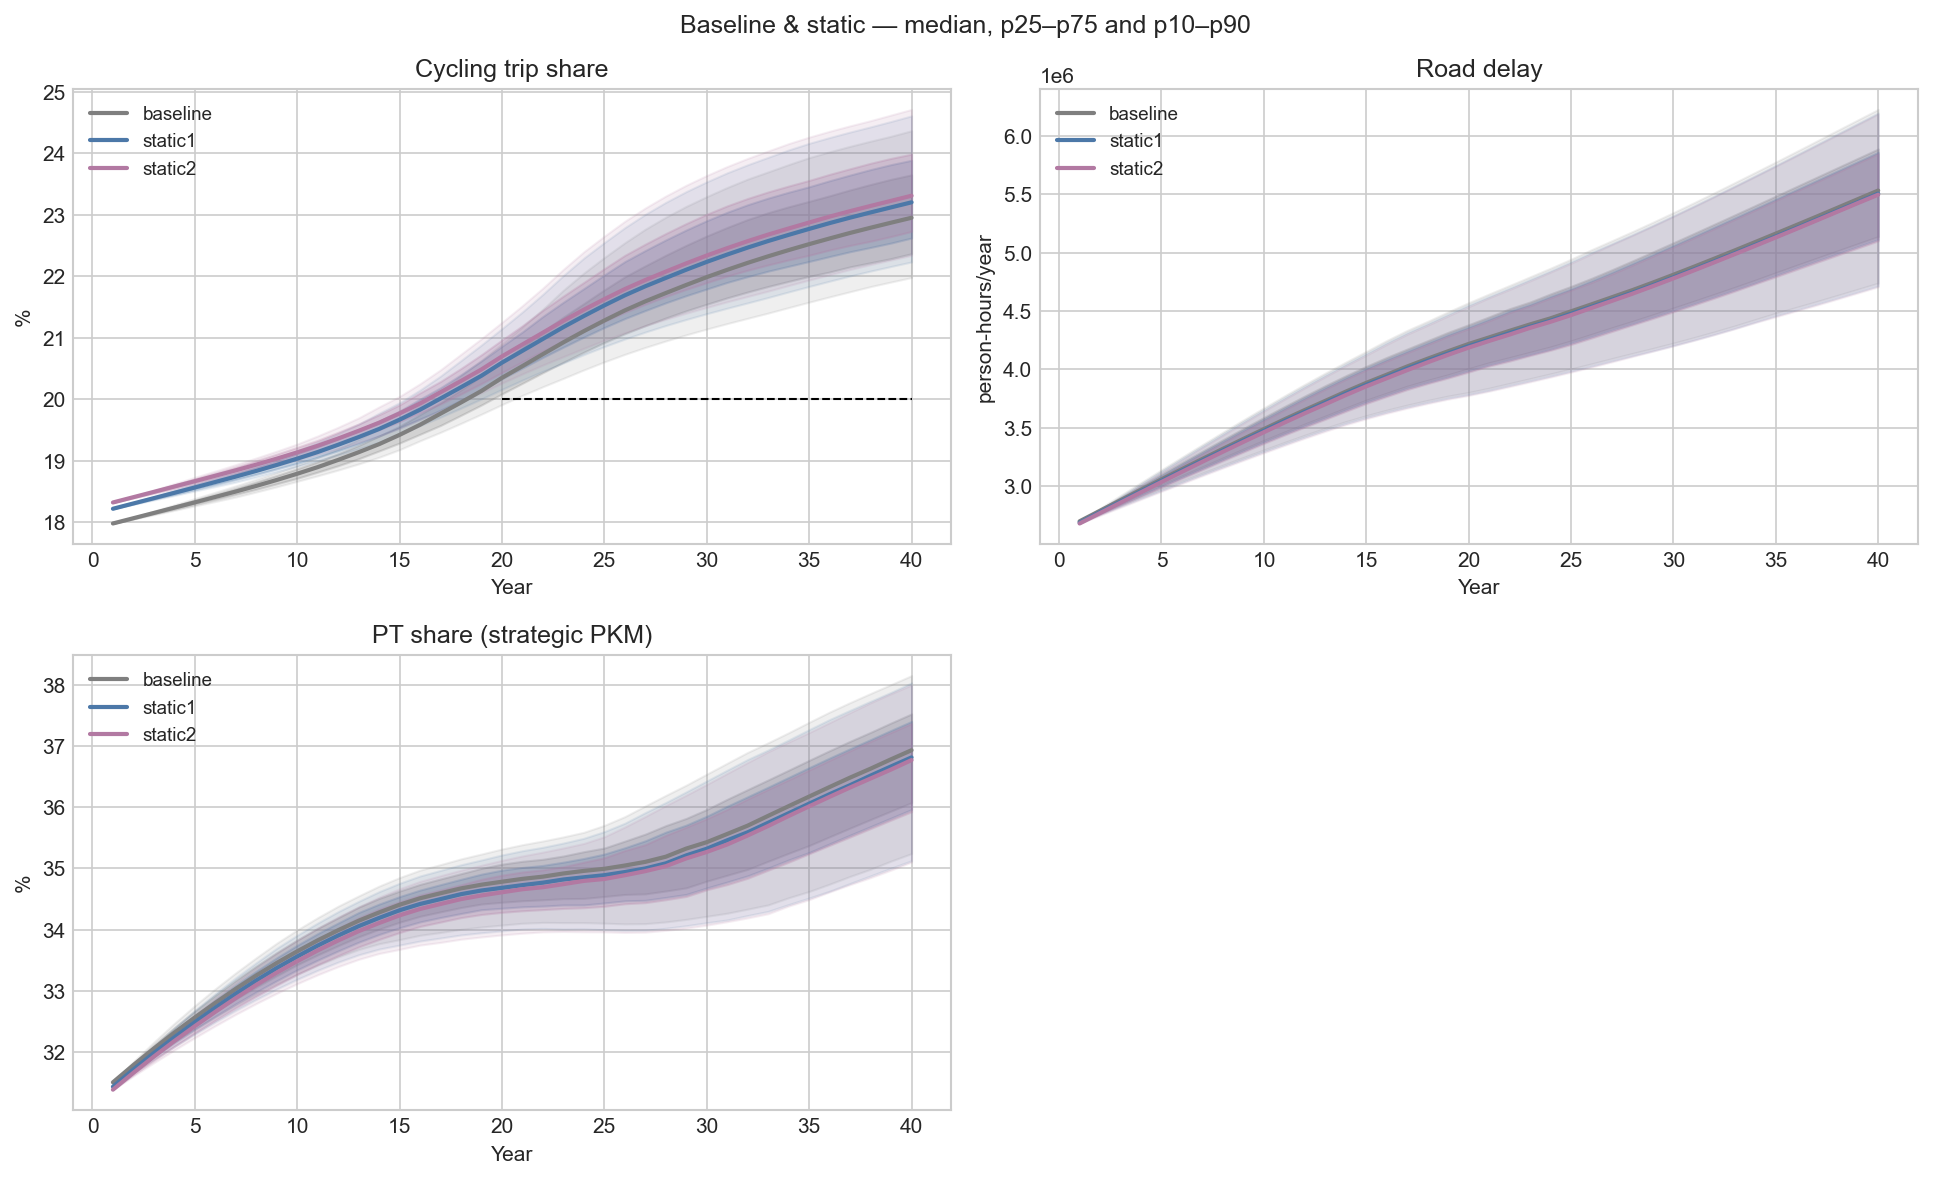 Baseline & static — median, p25–p75 and p10–p90
Cycling trip share
25
24
23
22
21
20
19
18
%
baseline
static1
static2
0 5 10 15 20 25 30 35 40
Year
Road delay
1e6
6.0
5.5
5.0
4.5
4.0
3.5
3.0
person-hours/year
baseline
static1
static2
0 5 10 15 20 25 30 35 40
Year
PT share (strategic PKM)
38
37
36
35
34
33
32
%
baseline
static1
static2
0 5 10 15 20 25 30 35 40
Year